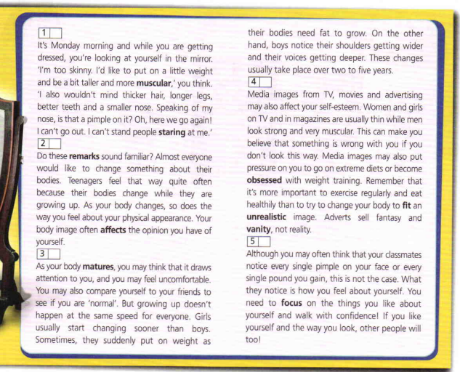 1
It's Monday morning and while you are getting
dressed, you're looking at yourself in the mirror.
'I'm too skinny. I'd like to put on a little weight
and be a bit taller and more muscular,' you think.
'I also wouldn't mind thicker hair, longer legs,
better teeth and a smaller nose. Speaking of my
nose, is that a pimple on it? Oh, here we go again!
I can't go out. I can't stand people staring at me.'
2
Do these remarks sound familiar? Almost everyone
would like to change something about their
bodies. Teenagers feel that way quite often
because their bodies change while they are
growing up. As your body changes, so does the
way you feel about your physical appearance. Your
body image often affects the opinion you have of
yourself.
3
As your body matures, you may think that it draws
attention to you, and you may feel uncomfortable.
You may also compare yourself to your friends to
see if you are 'normal'. But growing up doesn't
happen at the same speed for everyone. Girls
usually start changing sooner than boys.
Sometimes, they suddenly put on weight as
their bodies need fat to grow. On the other
hand, boys notice their shoulders getting wider
and their voices getting deeper. These changes
usually take place over two to five years.
4
Media images from TV, movies and advertising
may also affect your self-esteem. Women and girls
on TV and in magazines are usually thin while men
look strong and very muscular. This can make you
believe that something is wrong with you if you
don't look this way. Media images may also put
pressure on you to go on extreme diets or become
obsessed with weight training. Remember that
it's more important to exercise regularly and eat
healthily than to try to change your body to fit an
unrealistic image. Adverts sell fantasy and
vanity, not reality.
5
Although you may often think that your classmates
notice every single pimple on your face or every
single pound you gain, this is not the case. What
they notice is how you feel about yourself. You
need to focus on the things you like about
yourself and walk with confidence! If you like
yourself and the way you look, other people will
too!